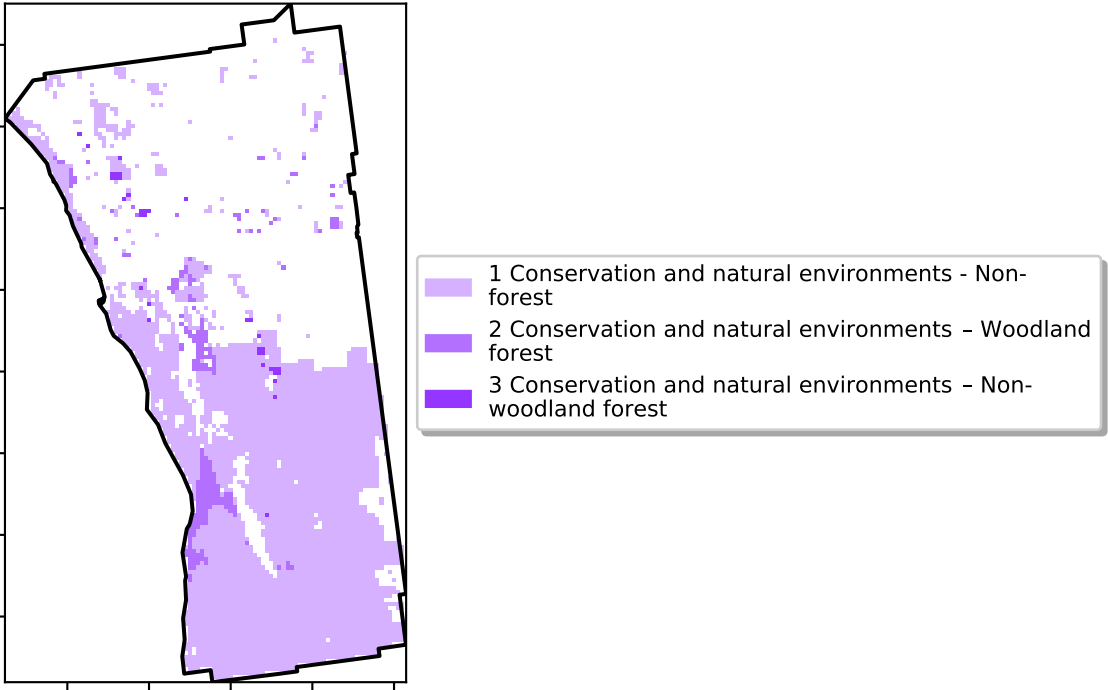 1 Conservation and natural environments - Non-
forest
2 Conservation and natural environments – Woodland
forest
3 Conservation and natural environments – Non-
woodland forest